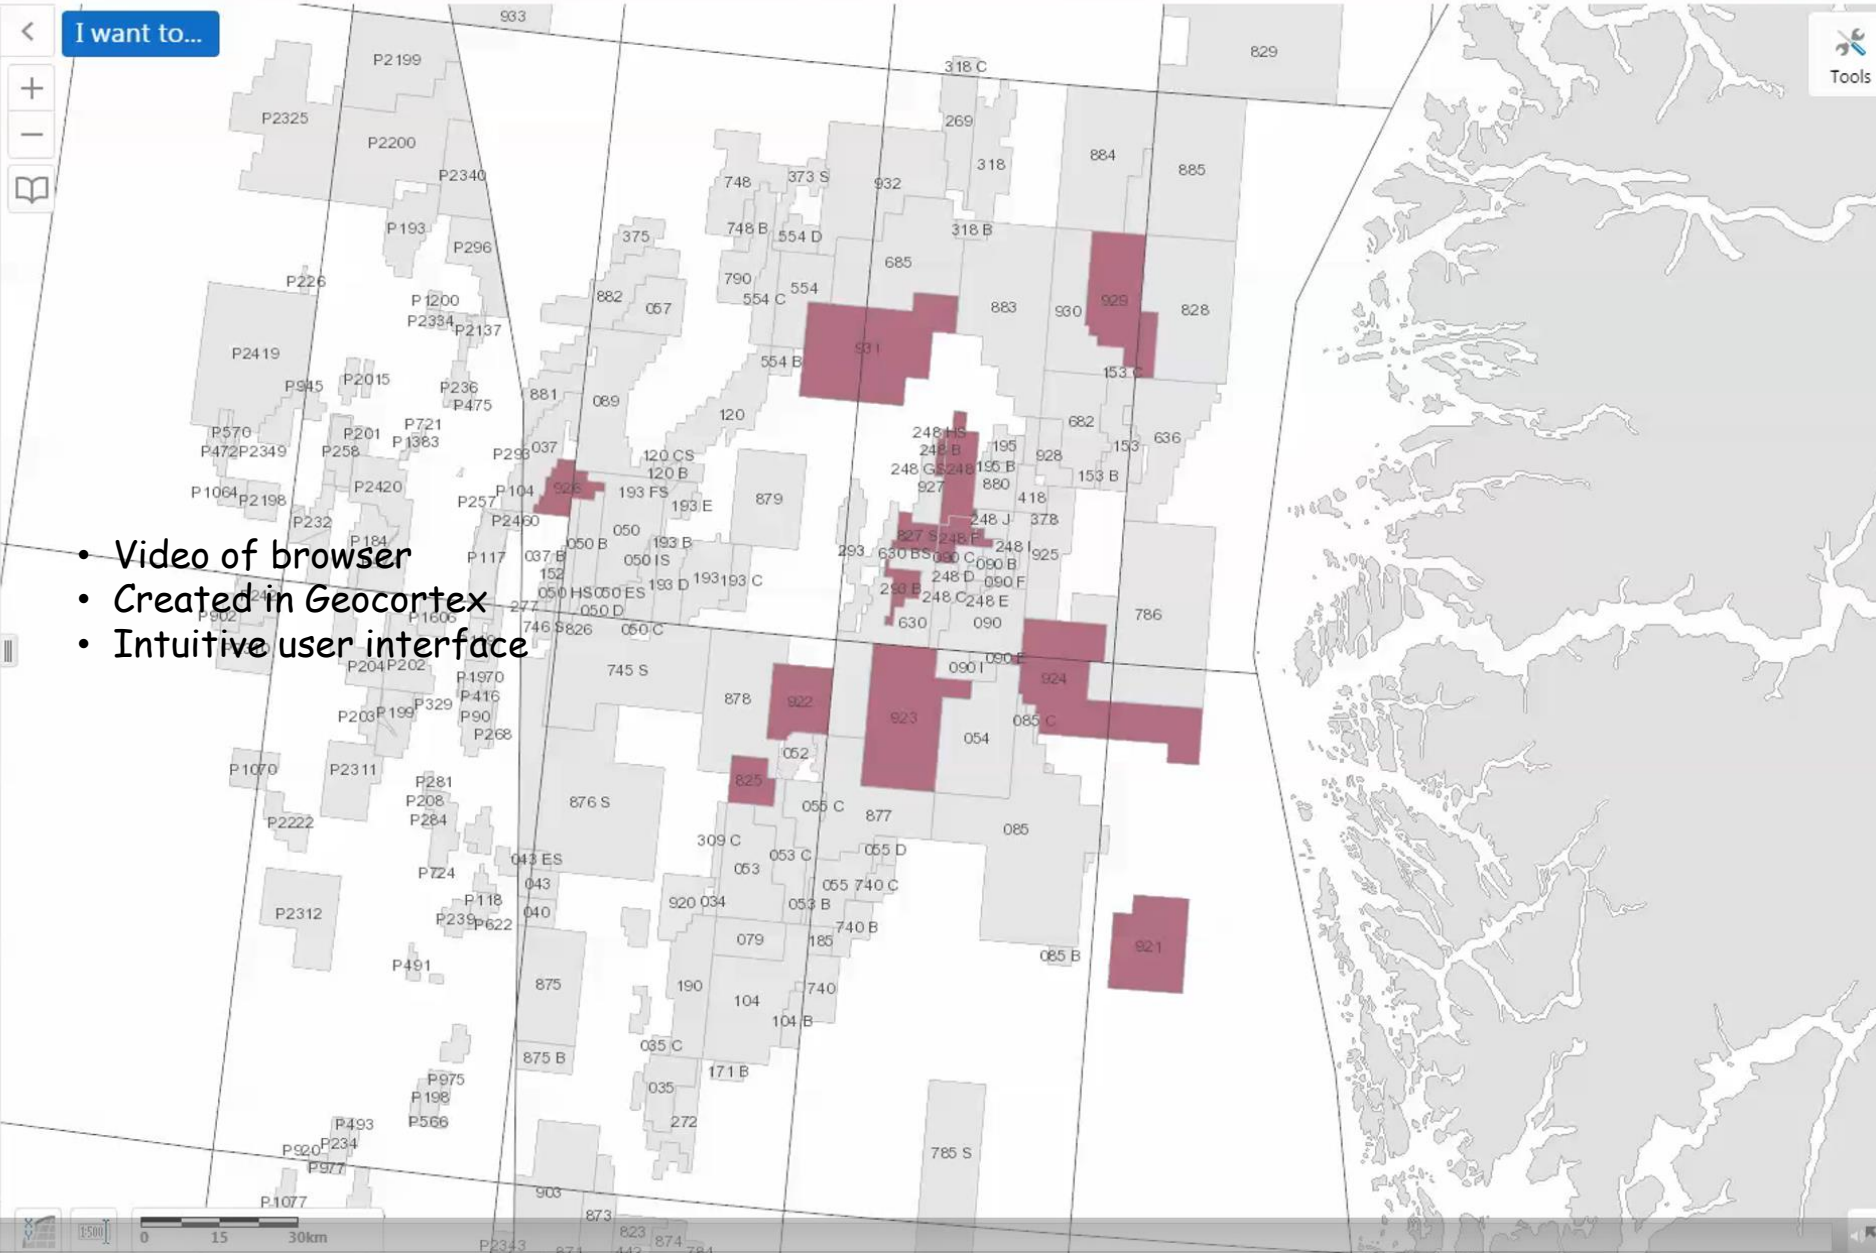 933
I want to...
829
Tools
P2199
318 C
P2325
269
P2200
884
318
885
P2340
748
373 S
932
P193
748 B
554 D
318 B
375
P296
685
P226
790
554
554 C
P1200
882
057
883
930
929
828
P2334
P2137
P2419
931
554 B
153 C
P945
P2015
P236
P475
881
089
120
682
P570
P201
P721
P1383
248 HS
195
153
636
P472
P2349
P258
P293
037
120 CS
248 B
928
120 B
248 GS
248
195 B
153 B
P1064
P2198
P2420
P104
926
193 FS
879
927
880
418
P257
193 E
P232
P2460
050
248 J
378
P184
827 S
248 F
• Video of browser
P117
037 B
050 B
193 B
293
630 BS
090 C
248 I
925
050 IS
090 B
152
193 D
193
193 C
248 D
090 F
• Created in Geocortex
050 HS
050 ES
293 B
248 C
248 E
P902
P1606
277
050 D
630
090
786
746 S
826
050 C
• Intuitive user interface
P204
P202
745 S
090 I
090 E
P1970
924
P416
878
922
923
P203
P199
P329
P90
085 C
P268
054
052
P1070
P2311
P281
825
P208
876 S
055 C
P284
877
P2222
085
309 C
053 C
055 D
043 ES
053
P724
043
055
740 C
P118
920
034
053 B
P2312
P239
P622
040
079
185
740 B
921
085 B
P491
875
190
104
740
104 B
035 C
875 B
171 B
P975
035
P198
P566
272
P493
P920
P234
785 S
P977
P1077
903
873
1:500
0
15
30km
823
874
P2343